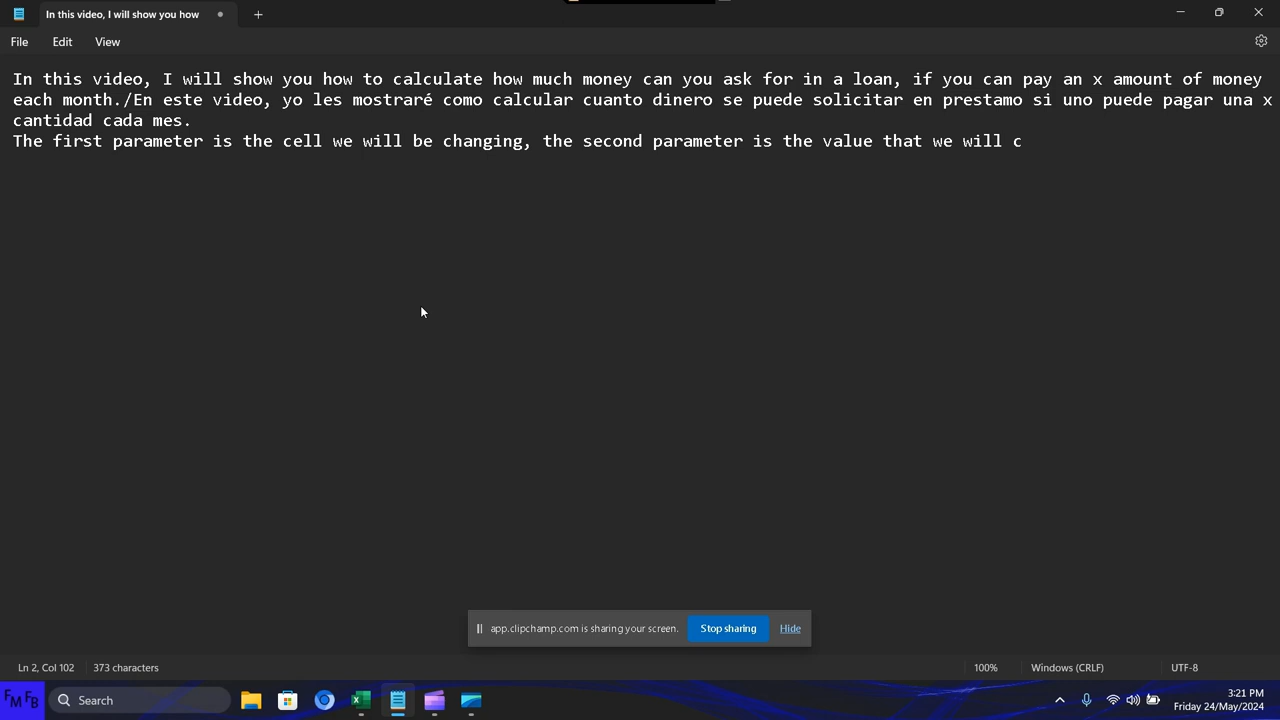 In this video, I will show you how
File Edit View
In this video, I will show you how to calculate how much money can you ask for in a loan, if you can pay an x amount of money
each month./En este video, yo les mostraré como calcular cuanto dinero se puede solicitar en prestamo si uno puede pagar una x
cantidad cada mes.
The first parameter is the cell we will be changing, the second parameter is the value that we will c
app.clipchamp.com is sharing your screen. Stop sharing Hide
Ln 2, Col 102 373 characters 100% Windows (CRLF) UTF-8
FM FB Search 3:21 PM
Friday 24/May/2024